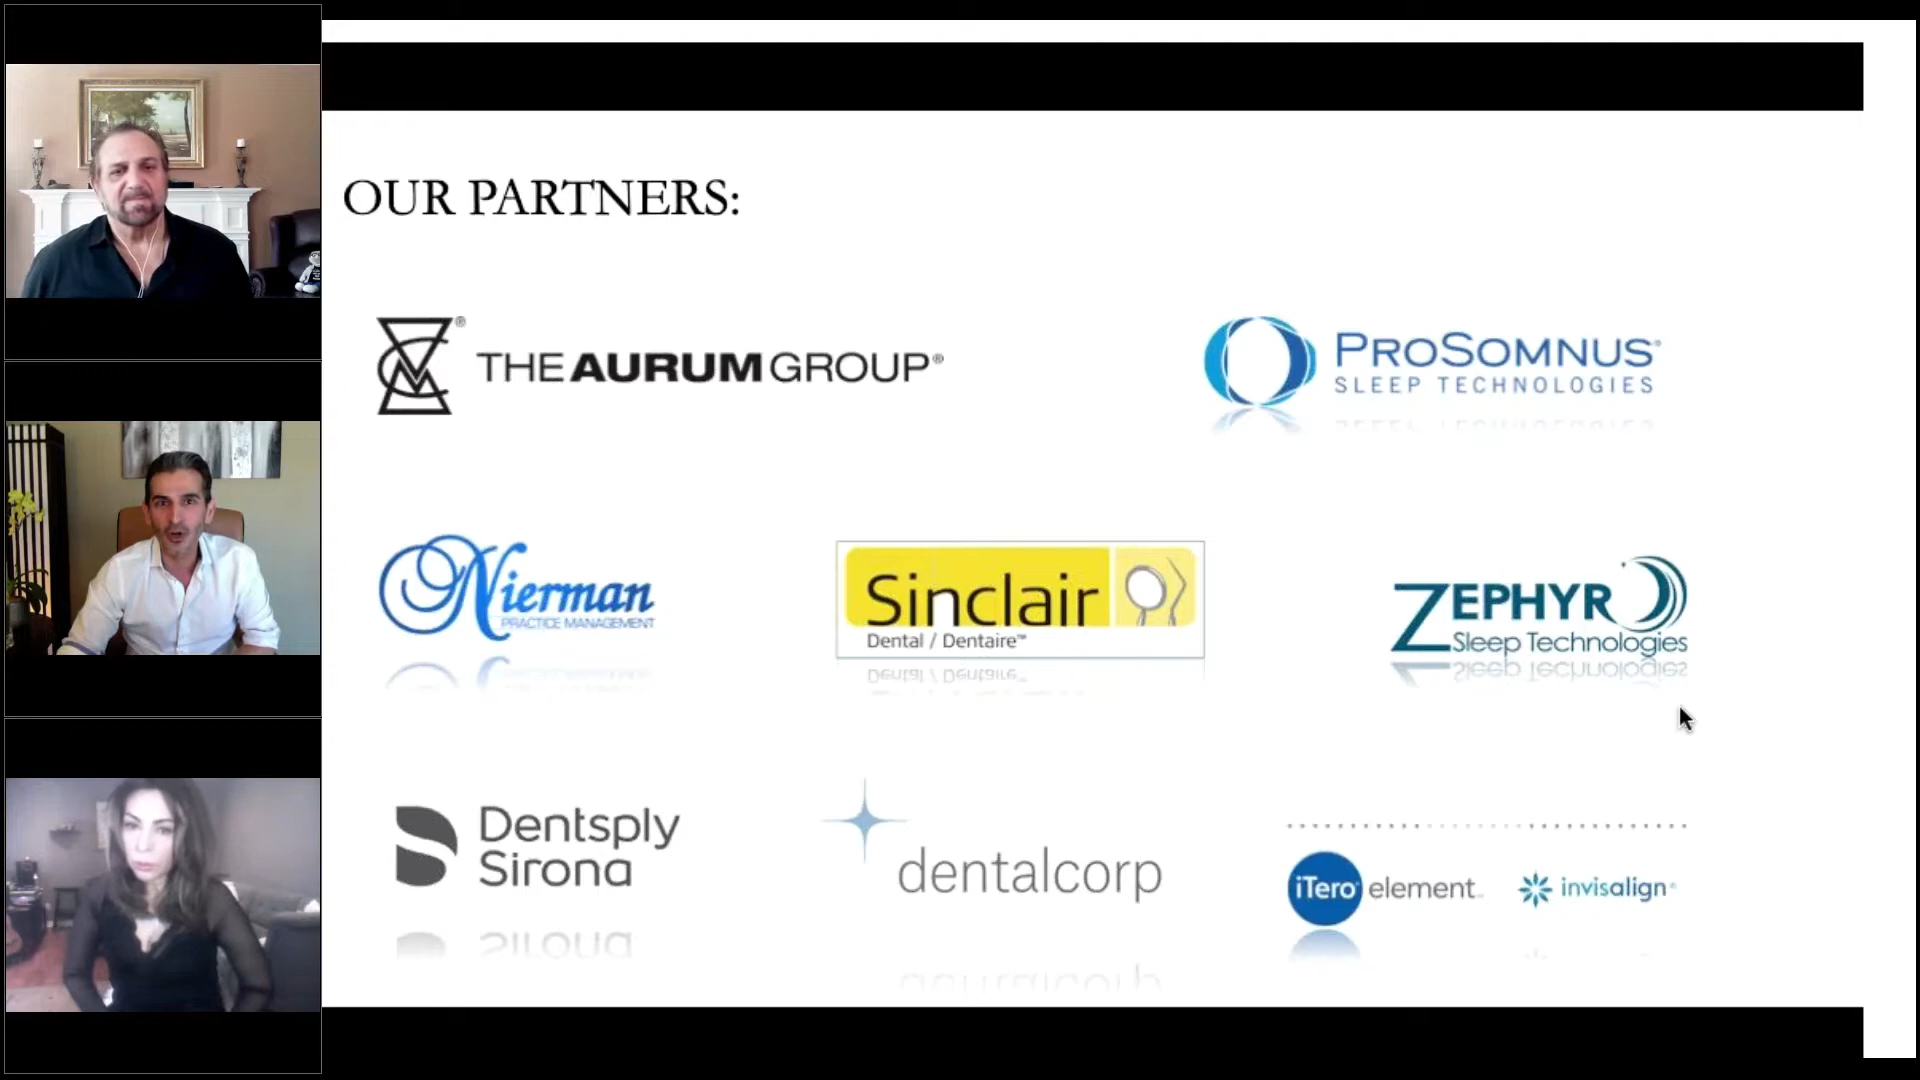 OUR PARTNERS:
THE AURUM GROUP®
PROSOMNUS®
SLEEP TECHNOLOGIES
Nierman
PRACTICE MANAGEMENT
Sinclair
Dental / Dentaire™
ZEPHYR
Sleep Technologies
Dentsply
Sirona
dentalcorp
iTero® element™
invisalign®